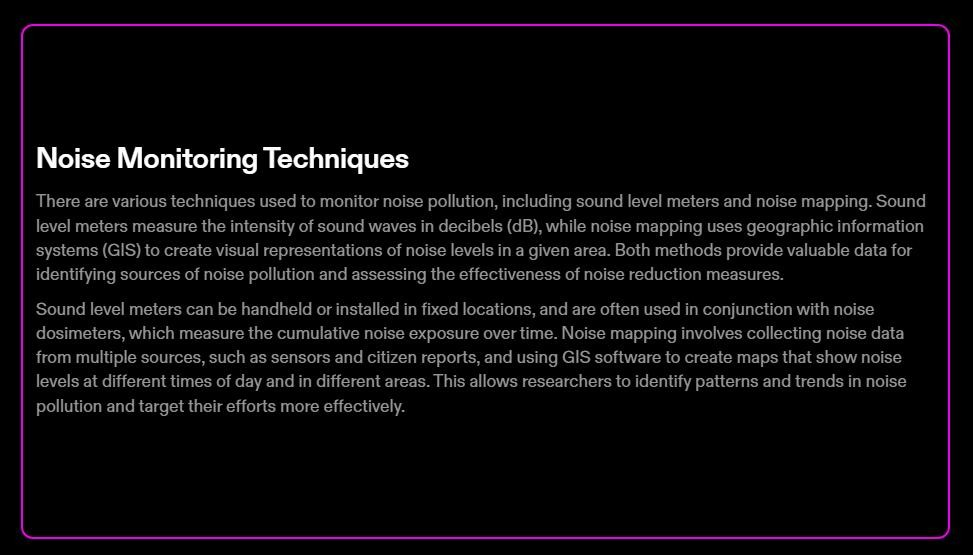 Noise Monitoring Techniques
There are various techniques used to monitor noise pollution, including sound level meters and noise mapping. Sound
level meters measure the intensity of sound waves in decibels (dB), while noise mapping uses geographic information
systems (GIS) to create visual representations of noise levels in a given area. Both methods provide valuable data for
identifying sources of noise pollution and assessing the effectiveness of noise reduction measures.
Sound level meters can be handheld or installed in fixed locations, and are often used in conjunction with noise
dosimeters, which measure the cumulative noise exposure over time. Noise mapping involves collecting noise data
from multiple sources, such as sensors and citizen reports, and using GIS software to create maps that show noise
levels at different times of day and in different areas. This allows researchers to identify patterns and trends in noise
pollution and target their efforts more effectively.